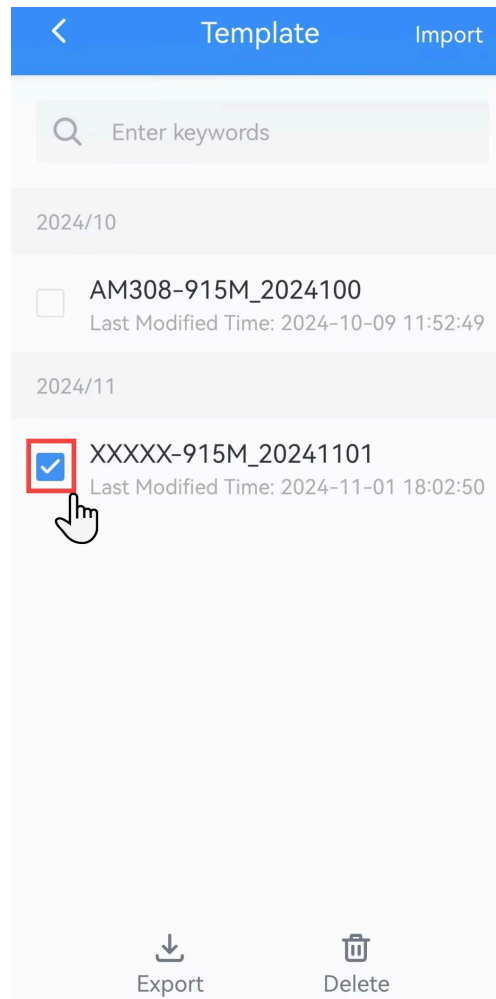 Template Import
Enter keywords
2024/10
AM308-915M_2024100
Last Modified Time: 2024-10-09 11:52:49
2024/11
XXXXX-915M_20241101
Last Modified Time: 2024-11-01 18:02:50
Export Delete